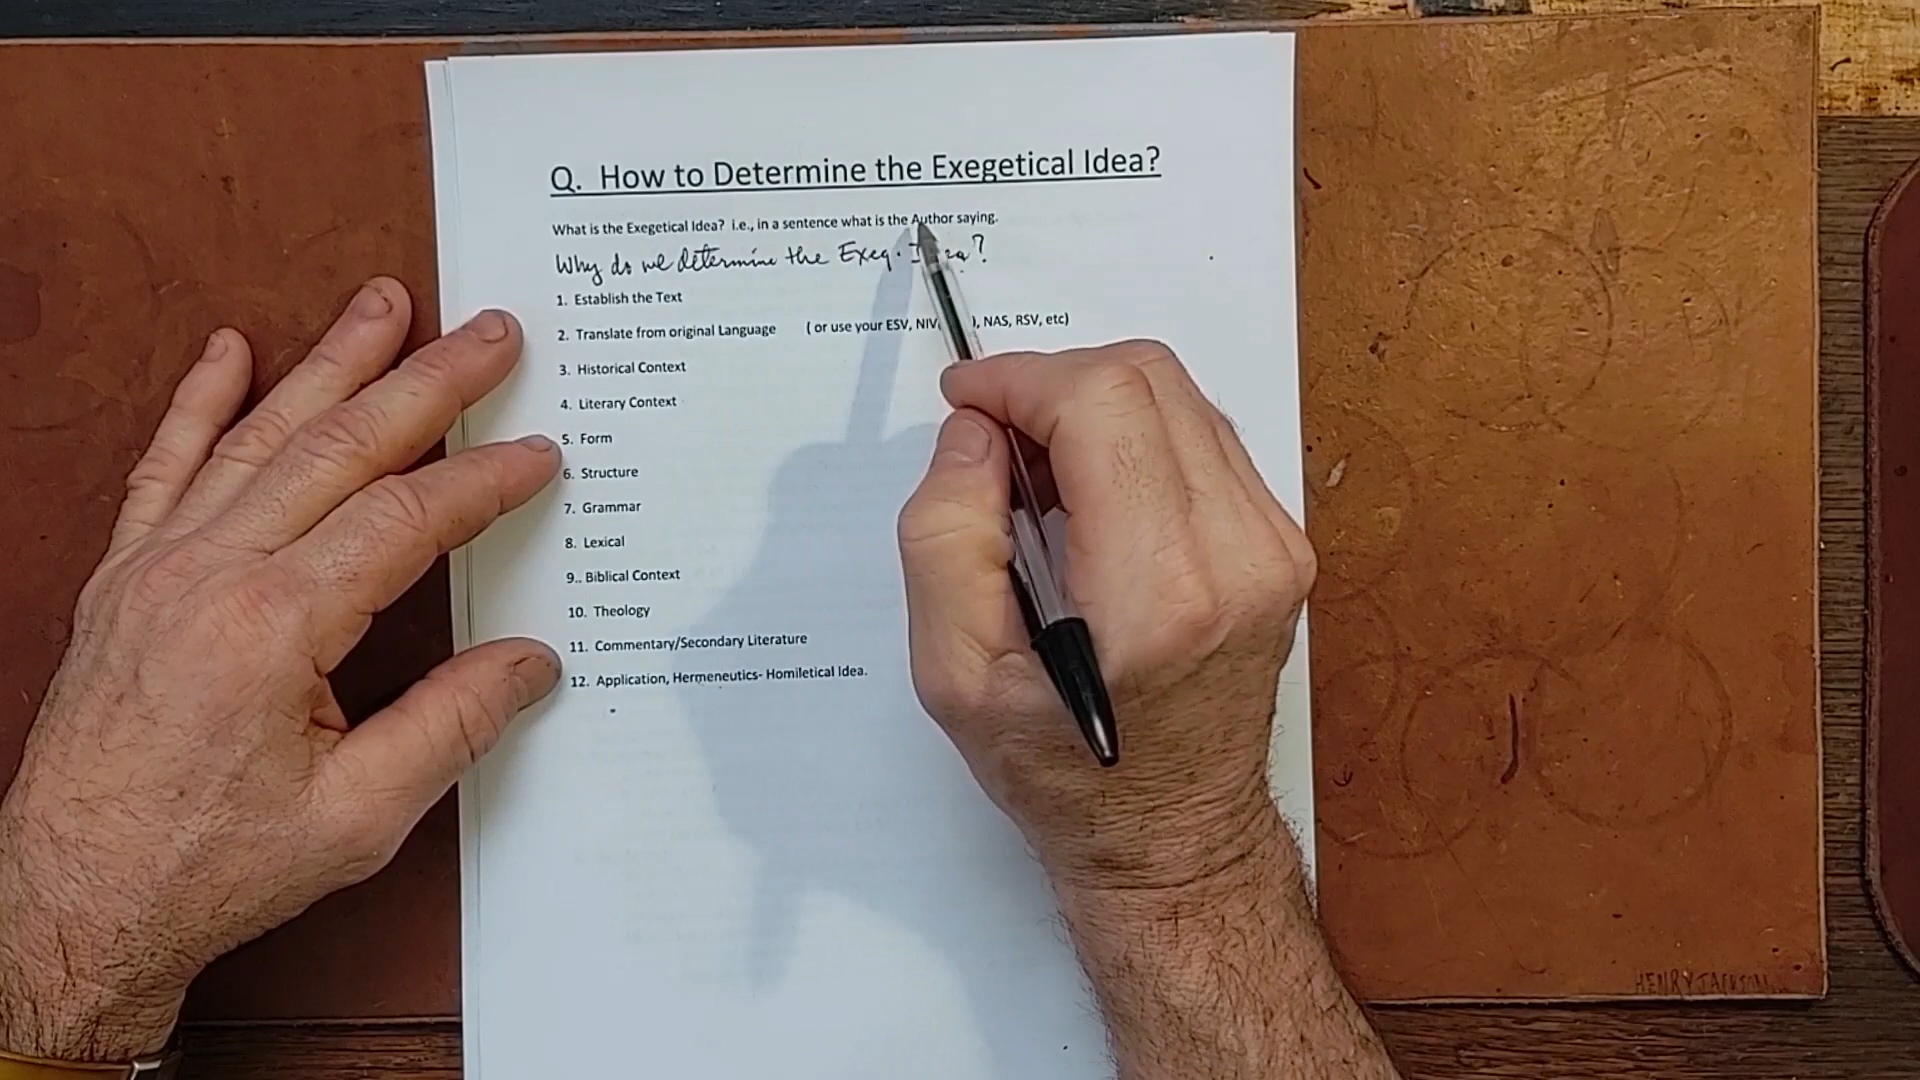 Q. How to Determine the Exegetical Idea?
What is the Exegetical Idea? i.e., in a sentence what is the Author saying.
Why do we determine the Exeg. Idea?
1. Establish the Text
2. Translate from original Language ( or use your ESV, NIV ), NAS, RSV, etc)
3. Historical Context
4. Literary Context
5. Form
6. Structure
7. Grammar
8. Lexical
9.. Biblical Context
10. Theology
11. Commentary/Secondary Literature
12. Application, Hermeneutics- Homiletical Idea.
HENRY JACKSON